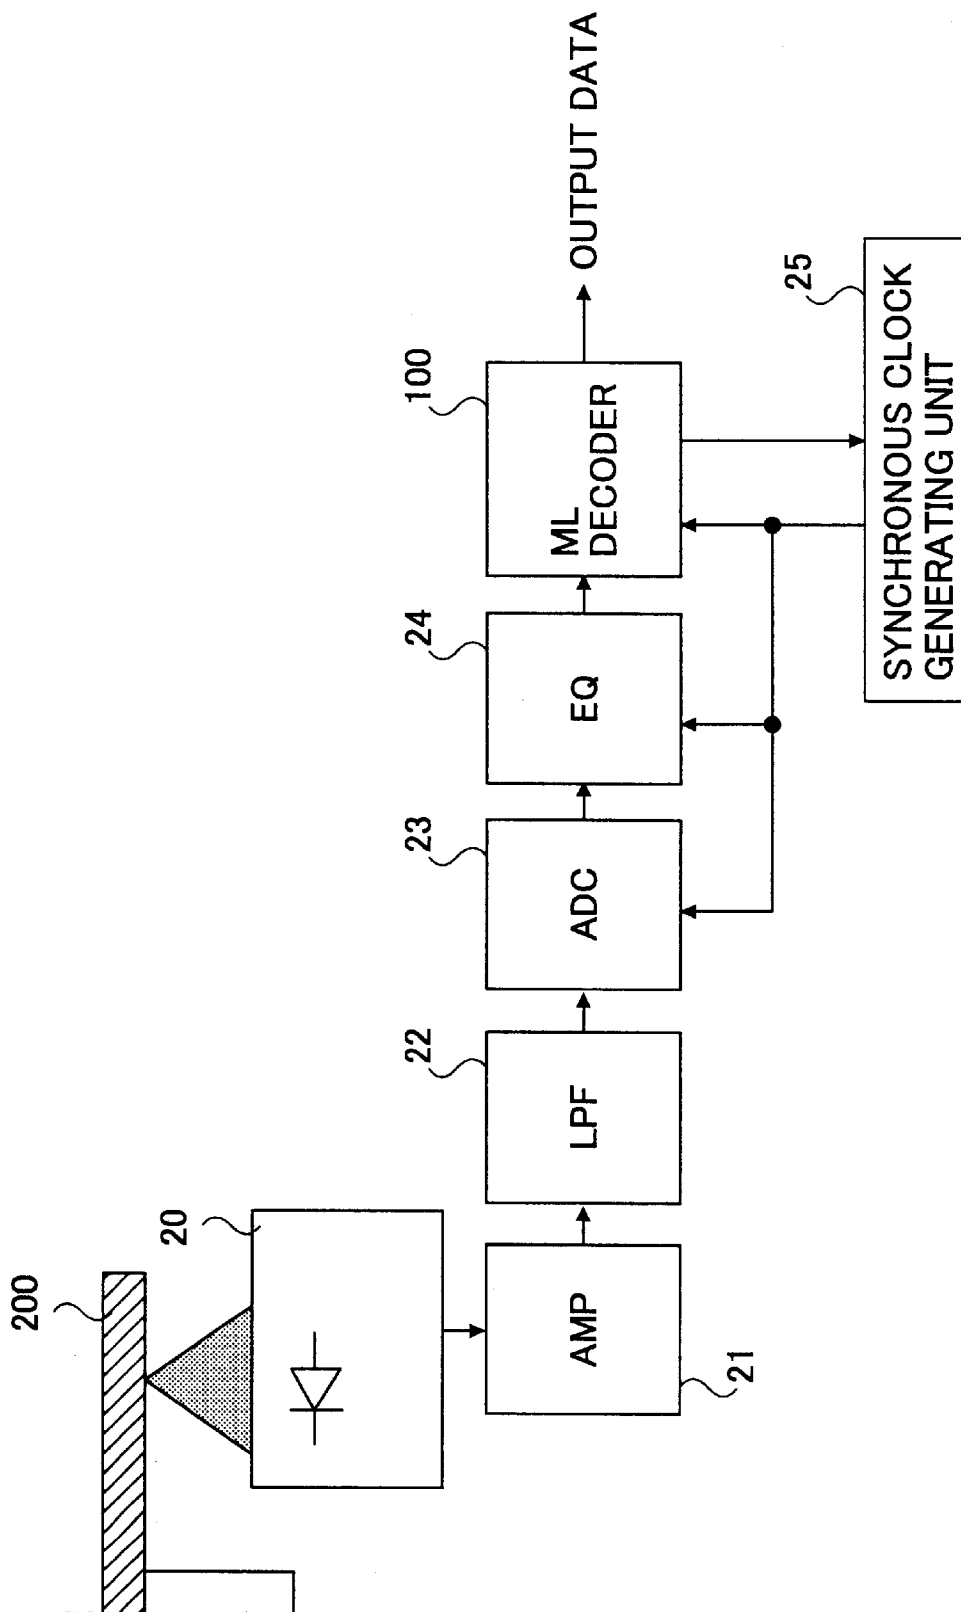 200
20
AMP
21
LPF
22
ADC
23
EQ
24
ML
DECODER
100
OUTPUT DATA
SYNCHRONOUS CLOCK
GENERATING UNIT
25